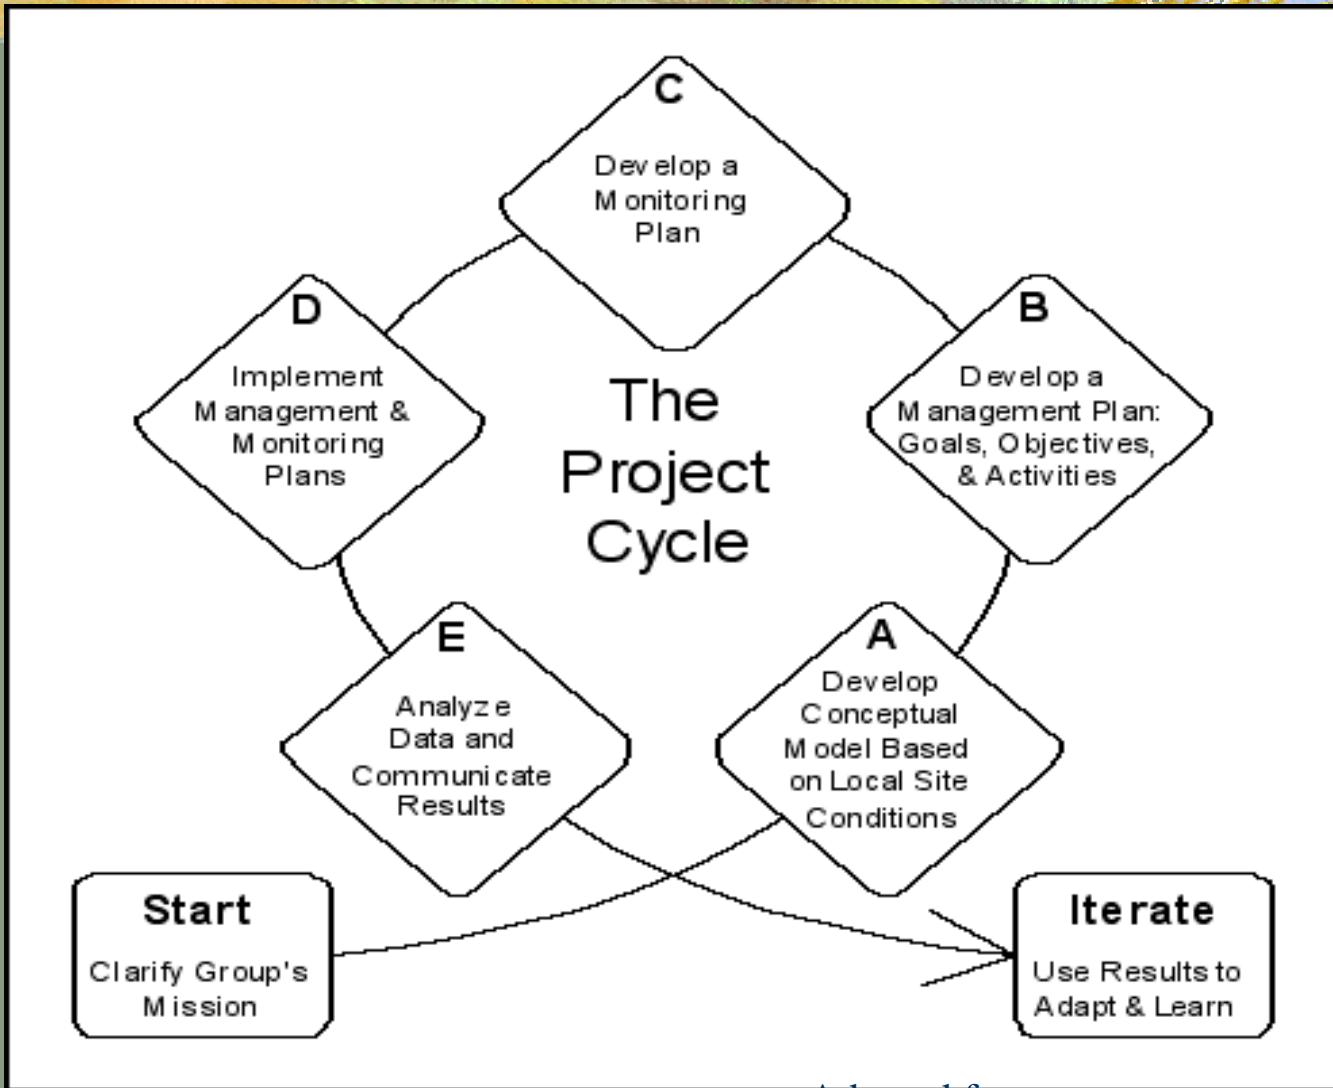 C
Develop a
Monitoring
Plan
D
Implement
Management &
Monitoring
Plans
The
Project
Cycle
B
Develop a
Management Plan:
Goals, Objectives,
& Activities
E
Analyze
Data and
Communicate
Results
A
Develop
Conceptual
Model Based
on Local Site
Conditions
Start
Clarify Group's
Mission
Iterate
Use Results to
Adapt & Learn